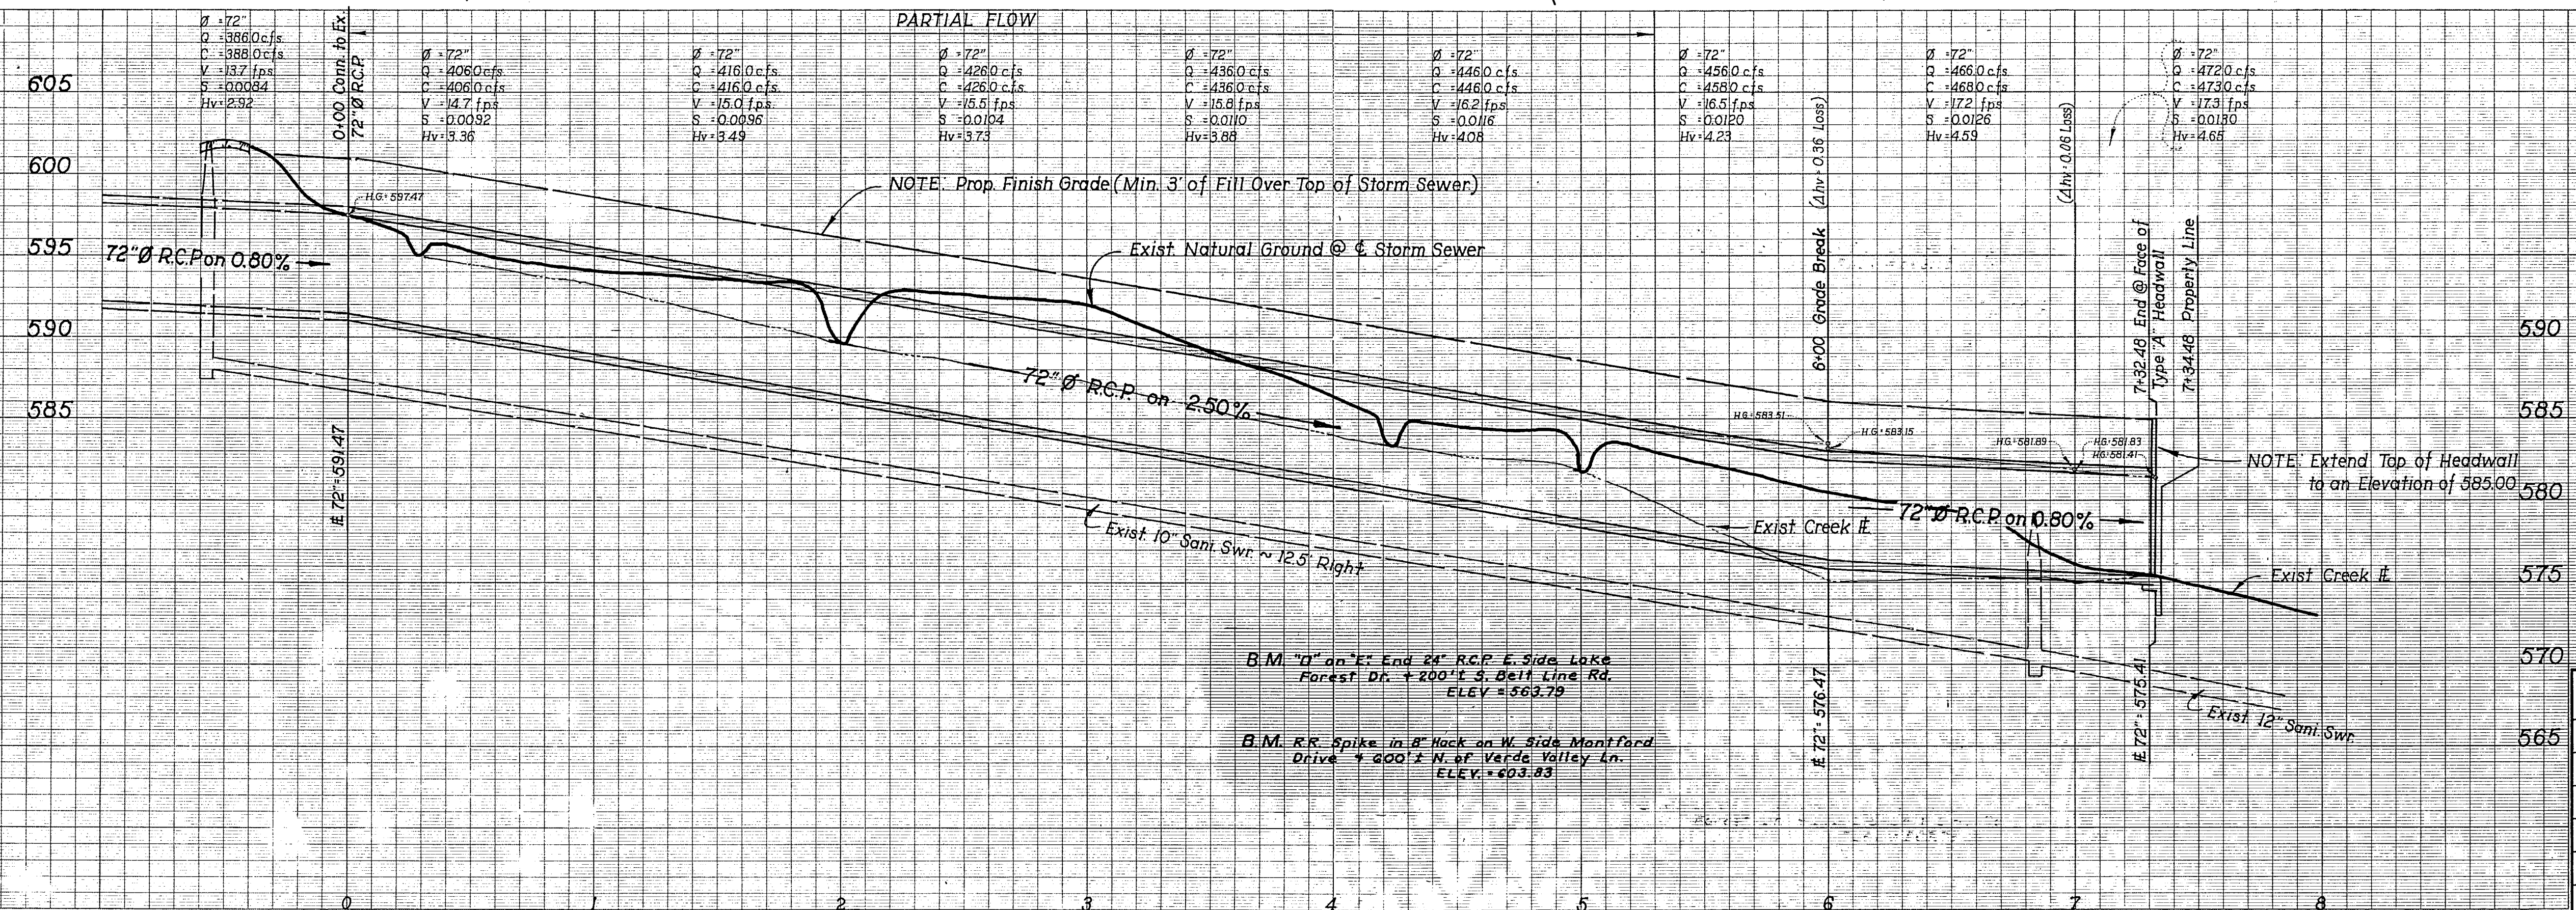 PARTIAL FLOW
Ø = 72"
Q = 386.0 cfs
C = 388.0 cfs
V = 13.7 fps
S = 0.0084
Hv = 2.92
0+00 Conn. to Ex.
72" Ø R.C.P.
Ø = 72"
Q = 406.0 cfs
C = 406.0 cfs
V = 14.7 fps
S = 0.0092
Hv = 3.36
Ø = 72"
Q = 416.0 cfs
C = 416.0 cfs
V = 15.0 fps
S = 0.0096
Hv = 3.49
Ø = 72"
Q = 426.0 cfs
C = 426.0 cfs
V = 15.5 fps
S = 0.0104
Hv = 3.73
Ø = 72"
Q = 436.0 cfs
C = 436.0 cfs
V = 15.8 fps
S = 0.0110
Hv = 3.88
Ø = 72"
Q = 446.0 cfs
C = 446.0 cfs
V = 16.2 fps
S = 0.0116
Hv = 4.08
Ø = 72"
Q = 456.0 cfs
C = 458.0 cfs
V = 16.5 fps
S = 0.0120
Hv = 4.23
Ø = 72"
Q = 466.0 cfs
C = 468.0 cfs
V = 17.2 fps
S = 0.0126
Hv = 4.59
Ø = 72"
Q = 472.0 cfs
C = 473.0 cfs
V = 17.3 fps
S = 0.0130
Hv = 4.65
605
600
595
590
585
H.G. = 597.47
NOTE: Prop. Finish Grade (Min. 3' of Fill Over Top of Storm Sewer.)
Exist. Natural Ground @ ℄ Storm Sewer
72" Ø R.C.P. on 0.80%
72" Ø R.C.P. on 2.50%
6+00 Grade Break (Δhv = 0.36 Loss)
(Δhv = 0.06 Loss)
7+32.48 End @ Face of
Type "A" Headwall
7+34.48 Property Line
H.G. = 583.51
H.G. = 583.15
H.G. = 581.89
H.G. = 581.83
H.G. = 581.41
NOTE: Extend Top of Headwall
to an Elevation of 585.00
72" Ø R.C.P. on 0.80%
Exist. Creek ℄
Exist. Creek ℄
Exist. 10" Sani. Swr. ~ 12.5' Right
Exist. 12" Sani. Swr.
℄ 72" = 591.47
℄ 72" = 576.47
℄ 72" = 575.41
B.M. "□" on "E". End 24" R.C.P. E. Side Lake
Forest Dr. + 200' ± S. Belt Line Rd.
ELEV = 563.79
B.M. R.R. Spike in 8" Hack on W. Side Montford
Drive + 600' ± N. of Verde Valley Ln.
ELEV. = 603.83
590
585
580
575
570
565
0 1 2 3 4 5 6 7 8